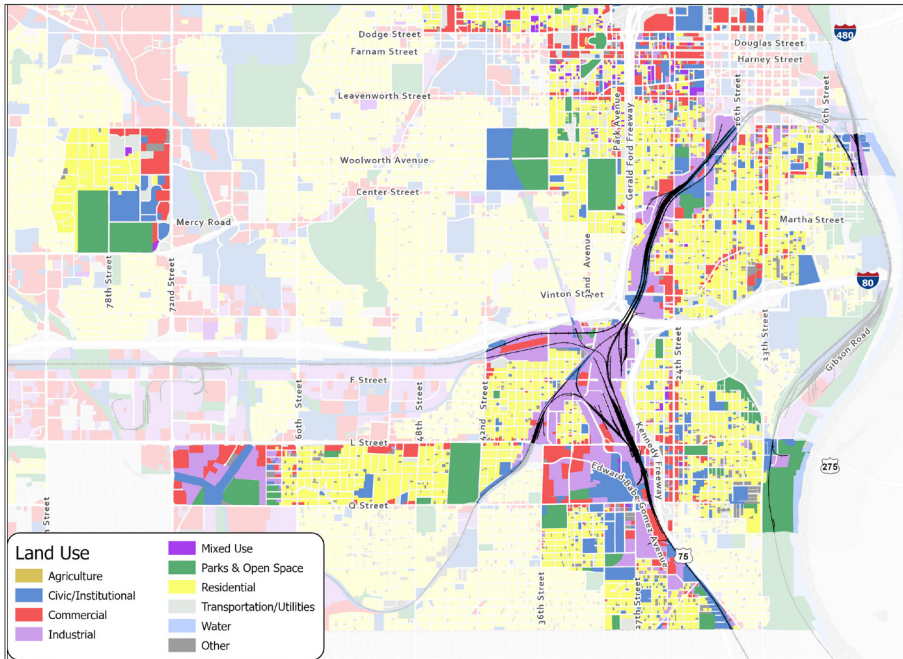 Dodge Street
Farnam Street
Douglas Street
Harney Street
480
Leavenworth Street
Park Avenue
Gerald Ford Freeway
16th Street
6th Street
Woolworth Avenue
Center Street
Mercy Road
Martha Street
78th Street
72nd Street
Avenue
Vinton Street
80
24th Street
13th Street
Gibson Road
F Street
60th Street
48th Street
42nd Street
L Street
Kennedy Freeway
275
Edward Babe Gomez Avenue
Q Street
Street
75
36th Street
27th Street
Land Use
Agriculture
Civic/Institutional
Commercial
Industrial
Mixed Use
Parks & Open Space
Residential
Transportation/Utilities
Water
Other